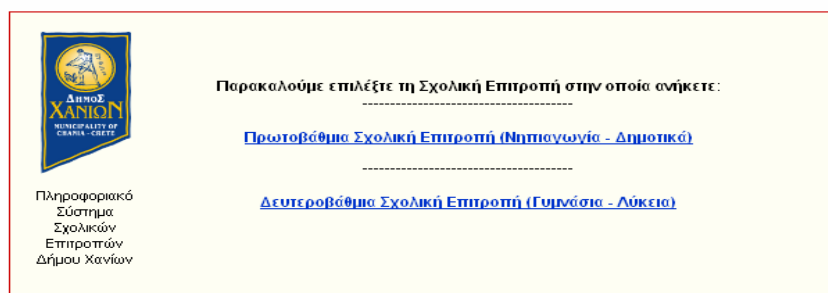 ΔΗΜΟΣ
ΧΑΝΙΩΝ
MUNICIPALITY OF
CHANIA - CRETE
Πληροφοριακό
Σύστημα
Σχολικών
Επιτροπών
Δήμου Χανίων
Παρακαλούμε επιλέξτε τη Σχολική Επιτροπή στην οποία ανήκετε:
--------------------------------------
Πρωτοβάθμια Σχολική Επιτροπή (Νηπιαγωγία - Δημοτικά)
--------------------------------------
Δευτεροβάθμια Σχολική Επιτροπή (Γυμνάσια - Λύκεια)